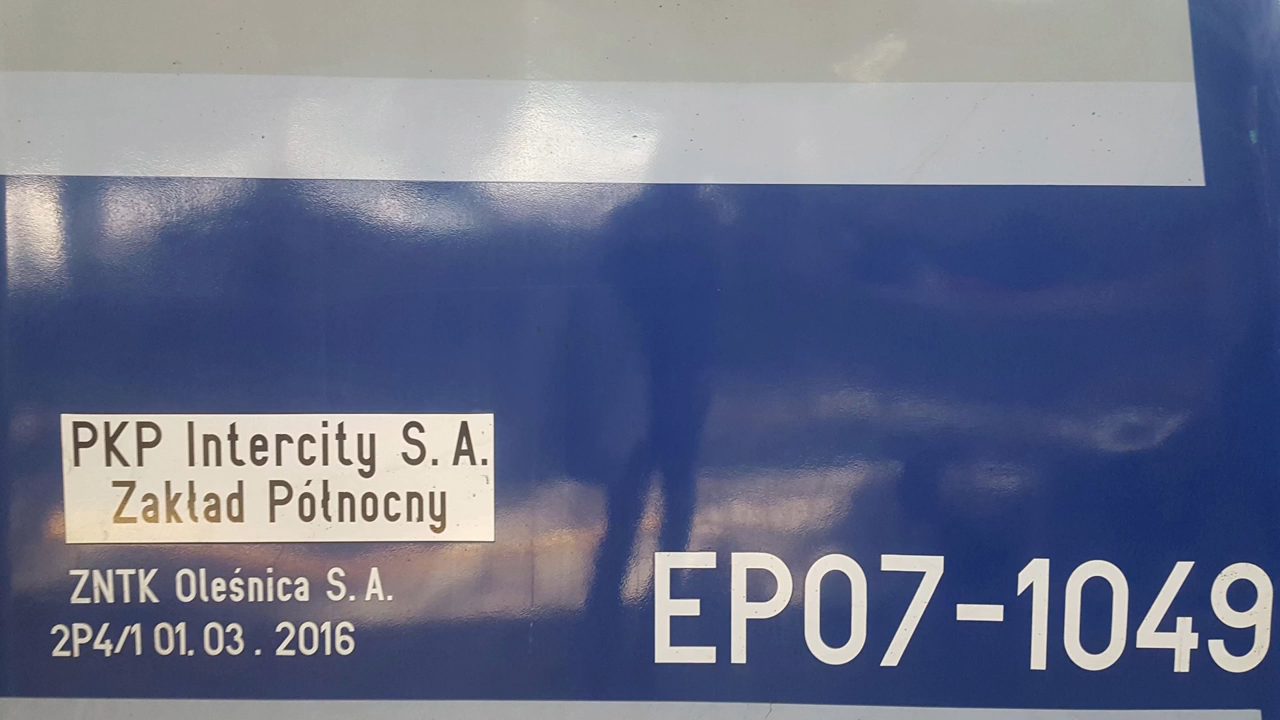 PKP Intercity S.A.
Zakład Północny
ZNTK Oleśnica S.A.
2P4/1 01.03.2016
EP07-1049